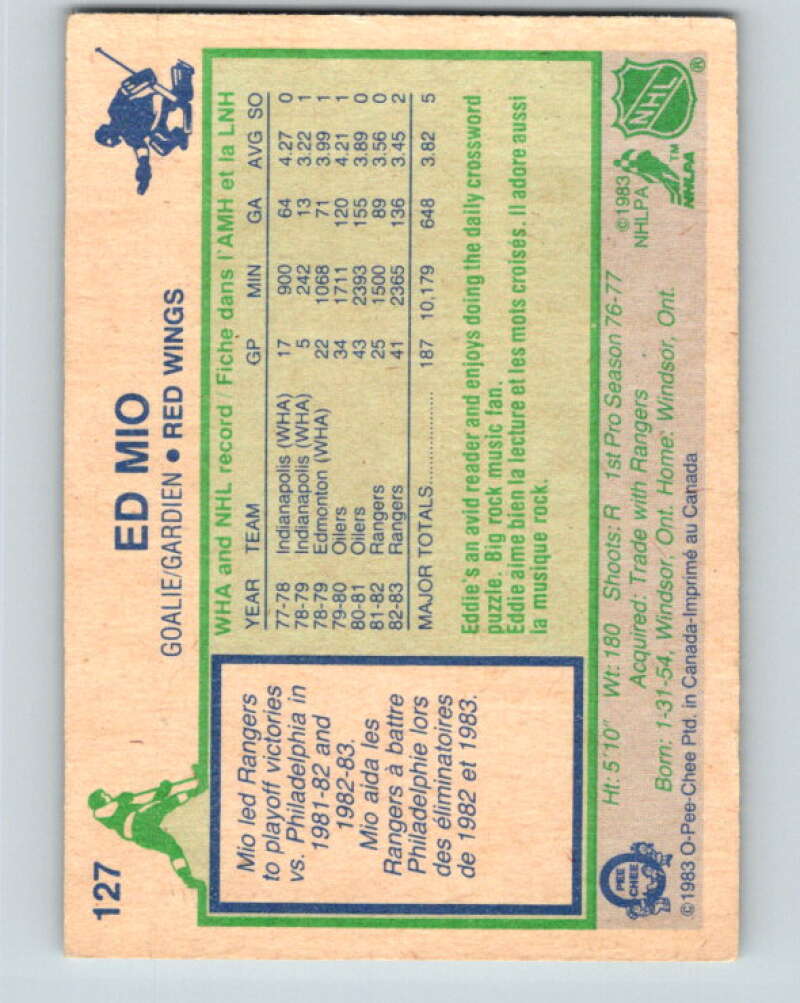 127
ED MIO
GOALIE/GARDIEN • RED WINGS
Mio led Rangers
to playoff victories
vs. Philadelphia in
1981-82 and
1982-83.
Mio aida les
Rangers à battre
Philadelphie lors
des éliminatoires
de 1982 et 1983.
WHA and NHL record / Fiche dans l'AMH et la LNH
YEAR TEAM GP MIN GA AVG SO
77-78 Indianapolis (WHA) 17 900 64 4.27 0
78-79 Indianapolis (WHA) 5 242 13 3.22 1
78-79 Edmonton (WHA) 22 1068 71 3.99 1
79-80 Oilers 34 1711 120 4.21 1
80-81 Oilers 43 2393 155 3.89 0
81-82 Rangers 25 1500 89 3.56 0
82-83 Rangers 41 2365 136 3.45 2
MAJOR TOTALS.................. 187 10,179 648 3.82 5
Eddie's an avid reader and enjoys doing the daily crossword
puzzle. Big rock music fan.
Eddie aime bien la lecture et les mots croisés. Il adore aussi
la musique rock.
Ht: 5'10" Wt: 180 Shoots: R 1st Pro Season 76-77
Acquired: Trade with Rangers
Born: 1-31-54, Windsor, Ont. Home: Windsor, Ont.
©1983 O-Pee-Chee Ptd. in Canada-Imprimé au Canada
O
PEE
CHEE
©1983
NHLPA
NHLPA
TM
NHL
®